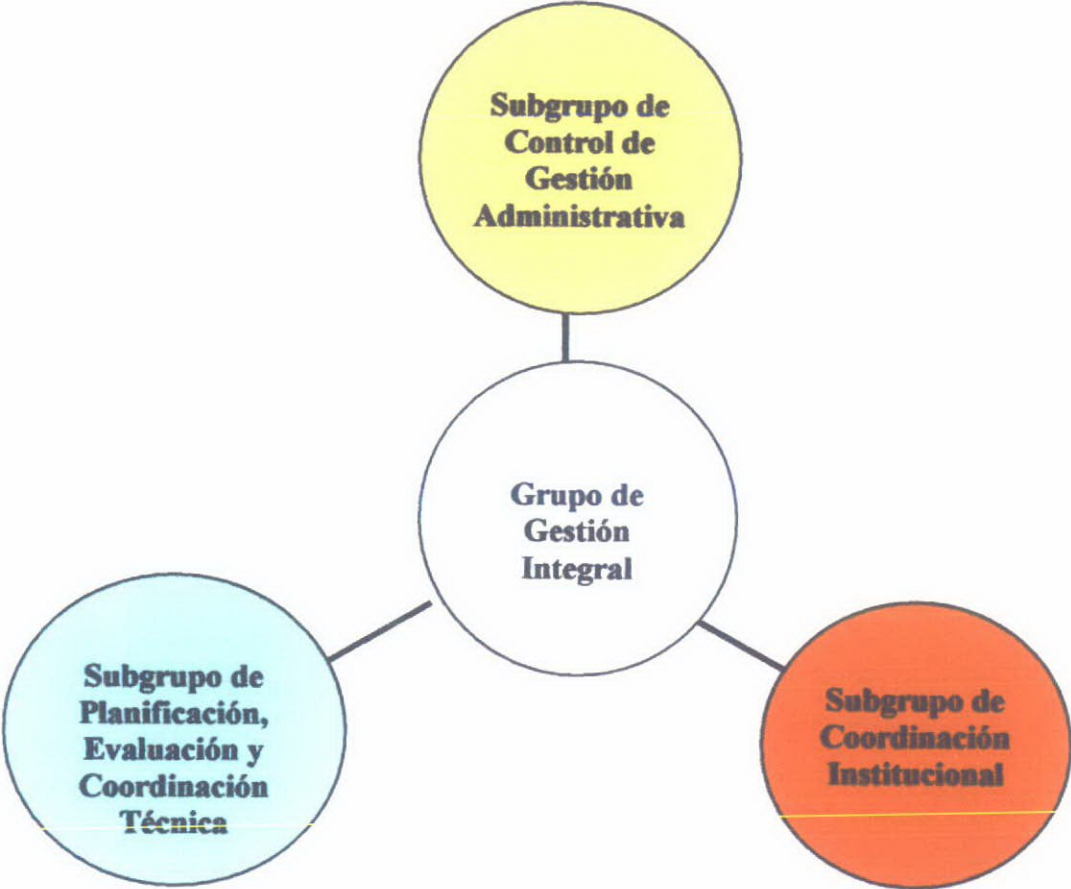 Subgrupo de
Control de
Gestión
Administrativa
Grupo de
Gestión
Integral
Subgrupo de
Planificación,
Evaluación y
Coordinación
Técnica
Subgrupo de
Coordinación
Institucional